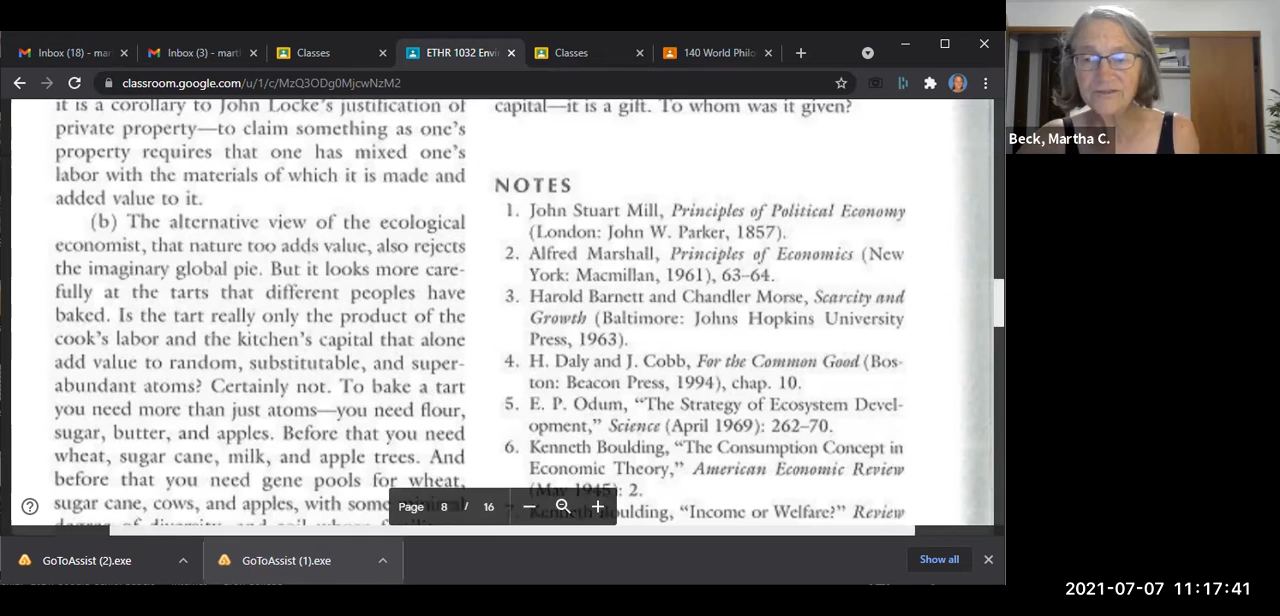 Inbox (18) - mar
Inbox (3) - mart
Classes
ETHR 1032 Envi
Classes
140 World Philo
classroom.google.com/u/1/c/MzQ3ODg0MjcwNzM2
it is a corollary to John Locke's justification of
private property—to claim something as one's
property requires that one has mixed one's
labor with the materials of which it is made and
added value to it.
(b) The alternative view of the ecological
economist, that nature too adds value, also rejects
the imaginary global pie. But it looks more care-
fully at the tarts that different peoples have
baked. Is the tart really only the product of the
cook's labor and the kitchen's capital that alone
add value to random, substitutable, and super-
abundant atoms? Certainly not. To bake a tart
you need more than just atoms—you need flour,
sugar, butter, and apples. Before that you need
wheat, sugar cane, milk, and apple trees. And
before that you need gene pools for wheat,
sugar cane, cows, and apples, with some minimal
degree of diversity, and soil whose
capital—it is a gift. To whom was it given?
NOTES
1. John Stuart Mill, Principles of Political Economy
(London: John W. Parker, 1857).
2. Alfred Marshall, Principles of Economics (New
York: Macmillan, 1961), 63–64.
3. Harold Barnett and Chandler Morse, Scarcity and
Growth (Baltimore: Johns Hopkins University
Press, 1963).
4. H. Daly and J. Cobb, For the Common Good (Bos-
ton: Beacon Press, 1994), chap. 10.
5. E. P. Odum, "The Strategy of Ecosystem Devel-
opment," Science (April 1969): 262–70.
6. Kenneth Boulding, "The Consumption Concept in
Economic Theory," American Economic Review
(May 1945): 2.
7. Kenneth Boulding, "Income or Welfare?" Review
Page 8 / 16
GoToAssist (2).exe
GoToAssist (1).exe
Show all
Beck, Martha C.
2021-07-07 11:17:41